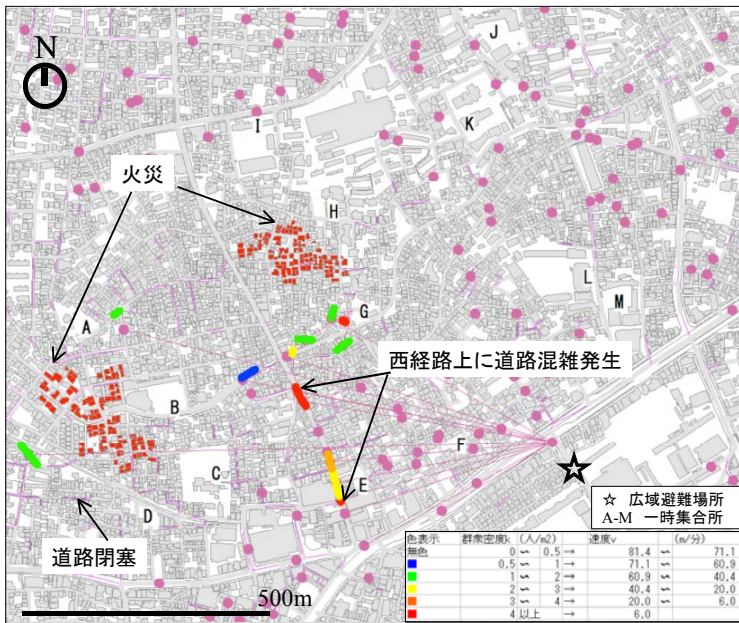 N
J
K
I
火災
H
G
A
西経路上に道路混雑発生
L
M
B
F
C
E
D
道路閉塞
☆ 広域避難場所
A-M 一時集合所
500m
色表示 群衆密度k (人/m2) 速度v (m/分)
無色 0 ~ 0.5 → 81.4 ~ 71.1
0.5 ~ 1 → 71.1 ~ 60.9
1 ~ 2 → 60.9 ~ 40.4
2 ~ 3 → 40.4 ~ 20.0
3 ~ 4 → 20.0 ~ 6.0
4 以上 → 6.0